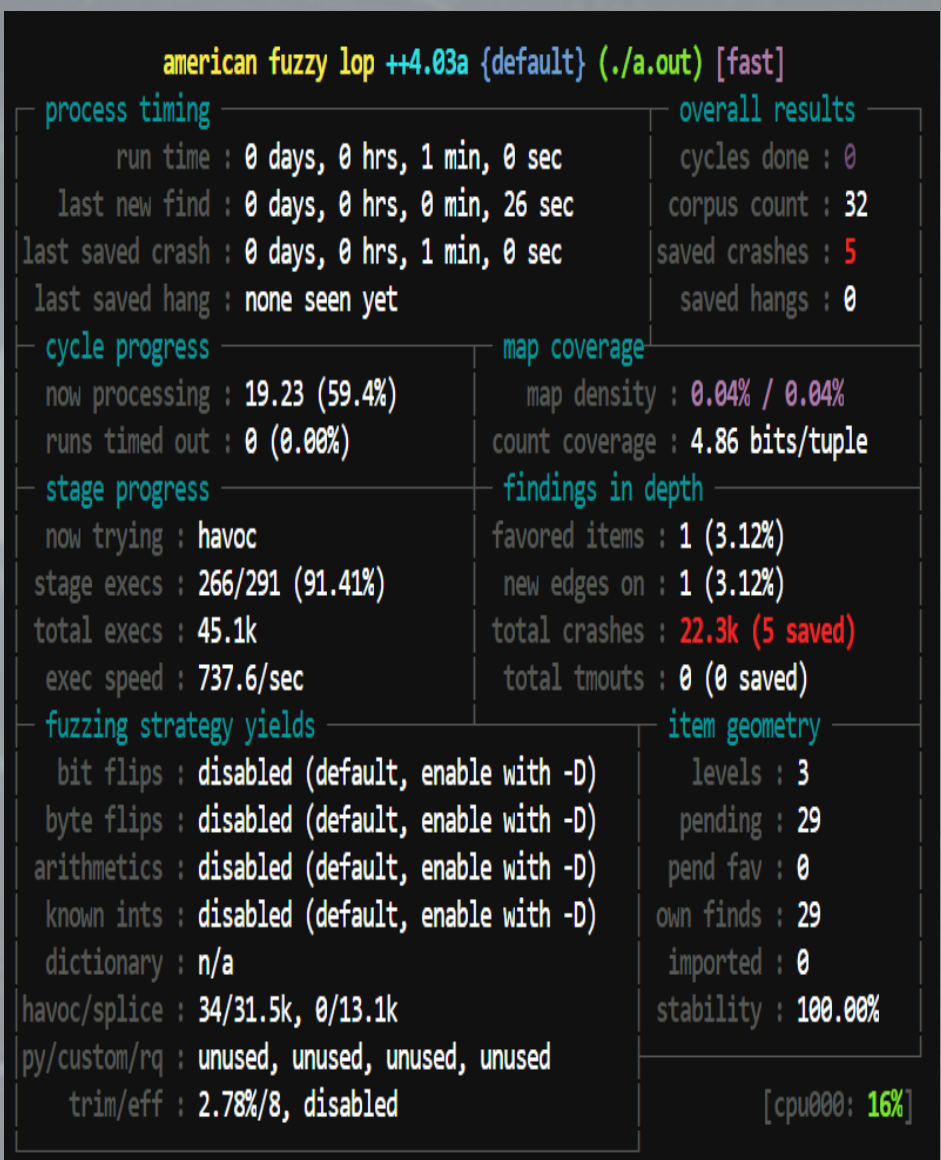 american fuzzy lop ++4.03a {default} (./a.out) [fast]
process timing overall results
run time : 0 days, 0 hrs, 1 min, 0 sec cycles done : 0
last new find : 0 days, 0 hrs, 0 min, 26 sec corpus count : 32
last saved crash : 0 days, 0 hrs, 1 min, 0 sec saved crashes : 5
last saved hang : none seen yet saved hangs : 0
cycle progress map coverage
now processing : 19.23 (59.4%) map density : 0.04% / 0.04%
runs timed out : 0 (0.00%) count coverage : 4.86 bits/tuple
stage progress findings in depth
now trying : havoc favored items : 1 (3.12%)
stage execs : 266/291 (91.41%) new edges on : 1 (3.12%)
total execs : 45.1k total crashes : 22.3k (5 saved)
exec speed : 737.6/sec total tmouts : 0 (0 saved)
fuzzing strategy yields item geometry
bit flips : disabled (default, enable with -D) levels : 3
byte flips : disabled (default, enable with -D) pending : 29
arithmetics : disabled (default, enable with -D) pend fav : 0
known ints : disabled (default, enable with -D) own finds : 29
dictionary : n/a imported : 0
havoc/splice : 34/31.5k, 0/13.1k stability : 100.00%
py/custom/rq : unused, unused, unused, unused
trim/eff : 2.78%/8, disabled [cpu000: 16%]